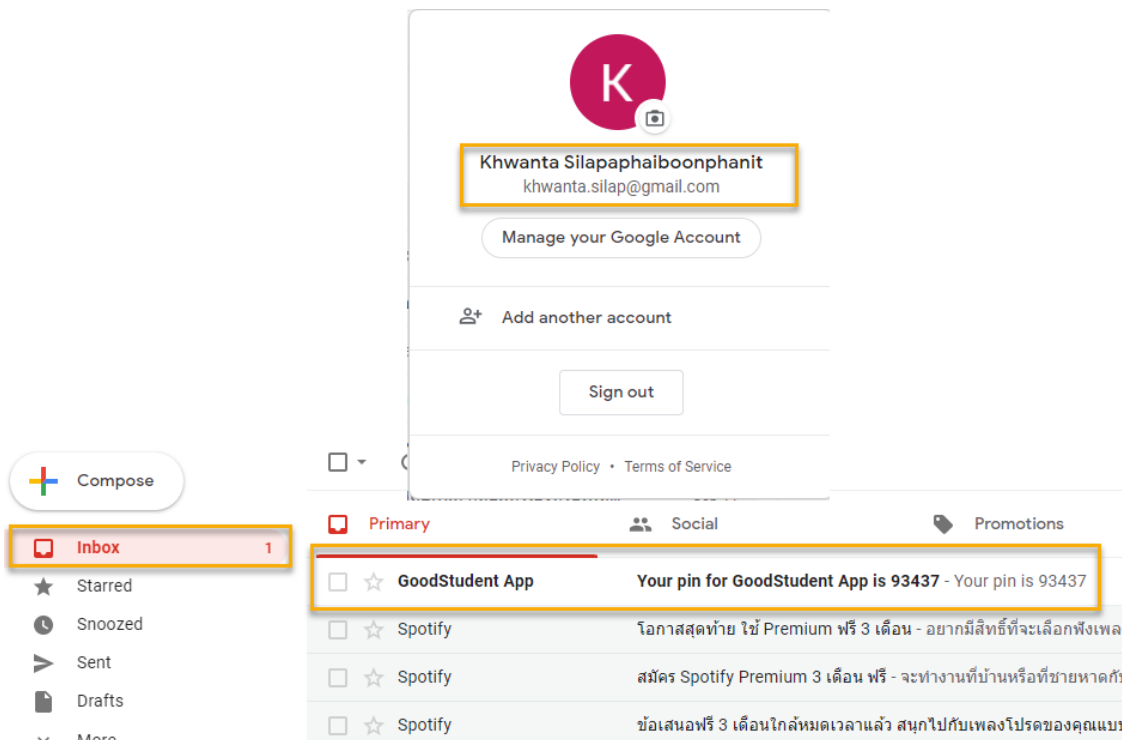 K
Khwanta Silapaphaiboonphanit
khwanta.silap@gmail.com
Manage your Google Account
Add another account
Sign out
Privacy Policy • Terms of Service
Compose
Inbox 1
Starred
Snoozed
Sent
Drafts
More
Primary Social Promotions
GoodStudent App Your pin for GoodStudent App is 93437 - Your pin is 93437
Spotify โอกาสสุดท้าย ใช้ Premium ฟรี 3 เดือน - อยากมีสิทธิ์ที่จะเลือกฟังเพล
Spotify สมัคร Spotify Premium 3 เดือน ฟรี - จะทำงานที่บ้านหรือที่ชายหาดกั
Spotify ข้อเสนอฟรี 3 เดือนใกล้หมดเวลาแล้ว สนุกไปกับเพลงโปรดของคุณแบบ